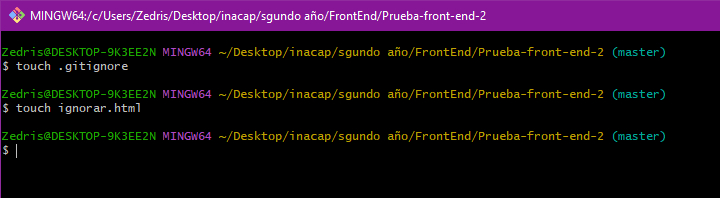 MINGW64:/c/Users/Zedris/Desktop/inacap/sgundo año/FrontEnd/Prueba-front-end-2
Zedris@DESKTOP-9K3EE2N MINGW64 ~/Desktop/inacap/sgundo año/FrontEnd/Prueba-front-end-2 (master)
$ touch .gitignore
Zedris@DESKTOP-9K3EE2N MINGW64 ~/Desktop/inacap/sgundo año/FrontEnd/Prueba-front-end-2 (master)
$ touch ignorar.html
Zedris@DESKTOP-9K3EE2N MINGW64 ~/Desktop/inacap/sgundo año/FrontEnd/Prueba-front-end-2 (master)
$